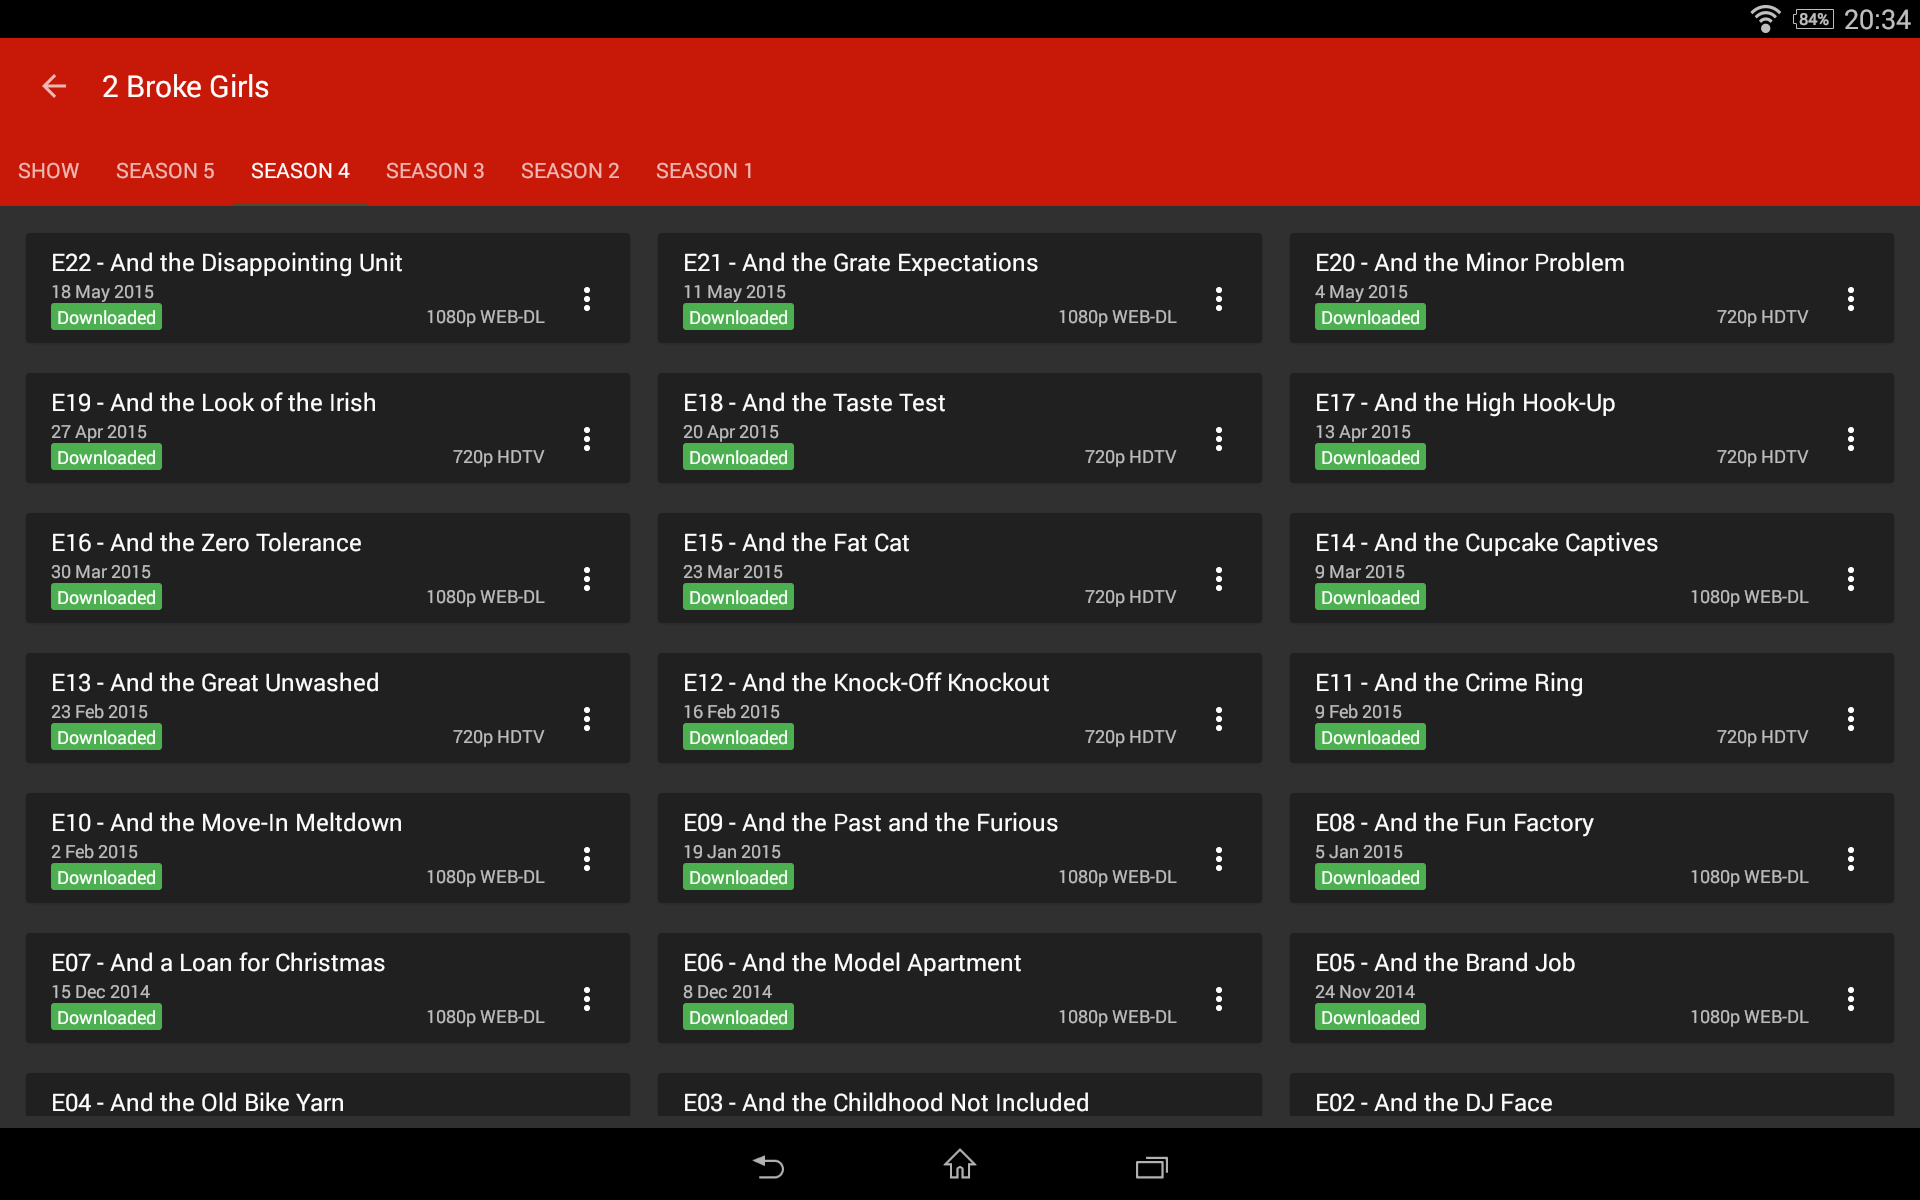 84% 20:34
2 Broke Girls
SHOW SEASON 5 SEASON 4 SEASON 3 SEASON 2 SEASON 1
E22 - And the Disappointing Unit
18 May 2015
Downloaded 1080p WEB-DL
E21 - And the Grate Expectations
11 May 2015
Downloaded 1080p WEB-DL
E20 - And the Minor Problem
4 May 2015
Downloaded 720p HDTV
E19 - And the Look of the Irish
27 Apr 2015
Downloaded 720p HDTV
E18 - And the Taste Test
20 Apr 2015
Downloaded 720p HDTV
E17 - And the High Hook-Up
13 Apr 2015
Downloaded 720p HDTV
E16 - And the Zero Tolerance
30 Mar 2015
Downloaded 1080p WEB-DL
E15 - And the Fat Cat
23 Mar 2015
Downloaded 720p HDTV
E14 - And the Cupcake Captives
9 Mar 2015
Downloaded 1080p WEB-DL
E13 - And the Great Unwashed
23 Feb 2015
Downloaded 720p HDTV
E12 - And the Knock-Off Knockout
16 Feb 2015
Downloaded 720p HDTV
E11 - And the Crime Ring
9 Feb 2015
Downloaded 720p HDTV
E10 - And the Move-In Meltdown
2 Feb 2015
Downloaded 1080p WEB-DL
E09 - And the Past and the Furious
19 Jan 2015
Downloaded 1080p WEB-DL
E08 - And the Fun Factory
5 Jan 2015
Downloaded 1080p WEB-DL
E07 - And a Loan for Christmas
15 Dec 2014
Downloaded 1080p WEB-DL
E06 - And the Model Apartment
8 Dec 2014
Downloaded 1080p WEB-DL
E05 - And the Brand Job
24 Nov 2014
Downloaded 1080p WEB-DL
E04 - And the Old Bike Yarn
E03 - And the Childhood Not Included
E02 - And the DJ Face